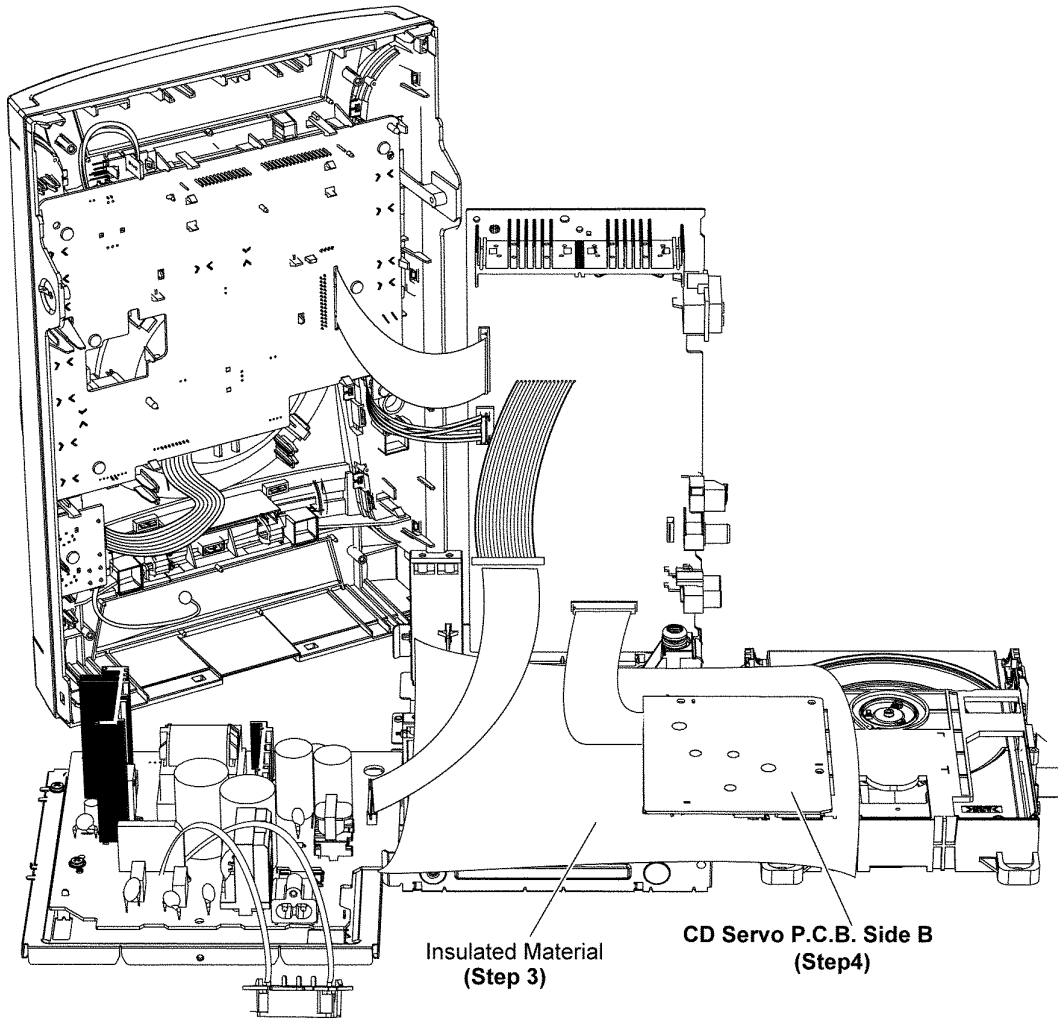 Insulated Material
(Step 3)
CD Servo P.C.B. Side B
(Step4)